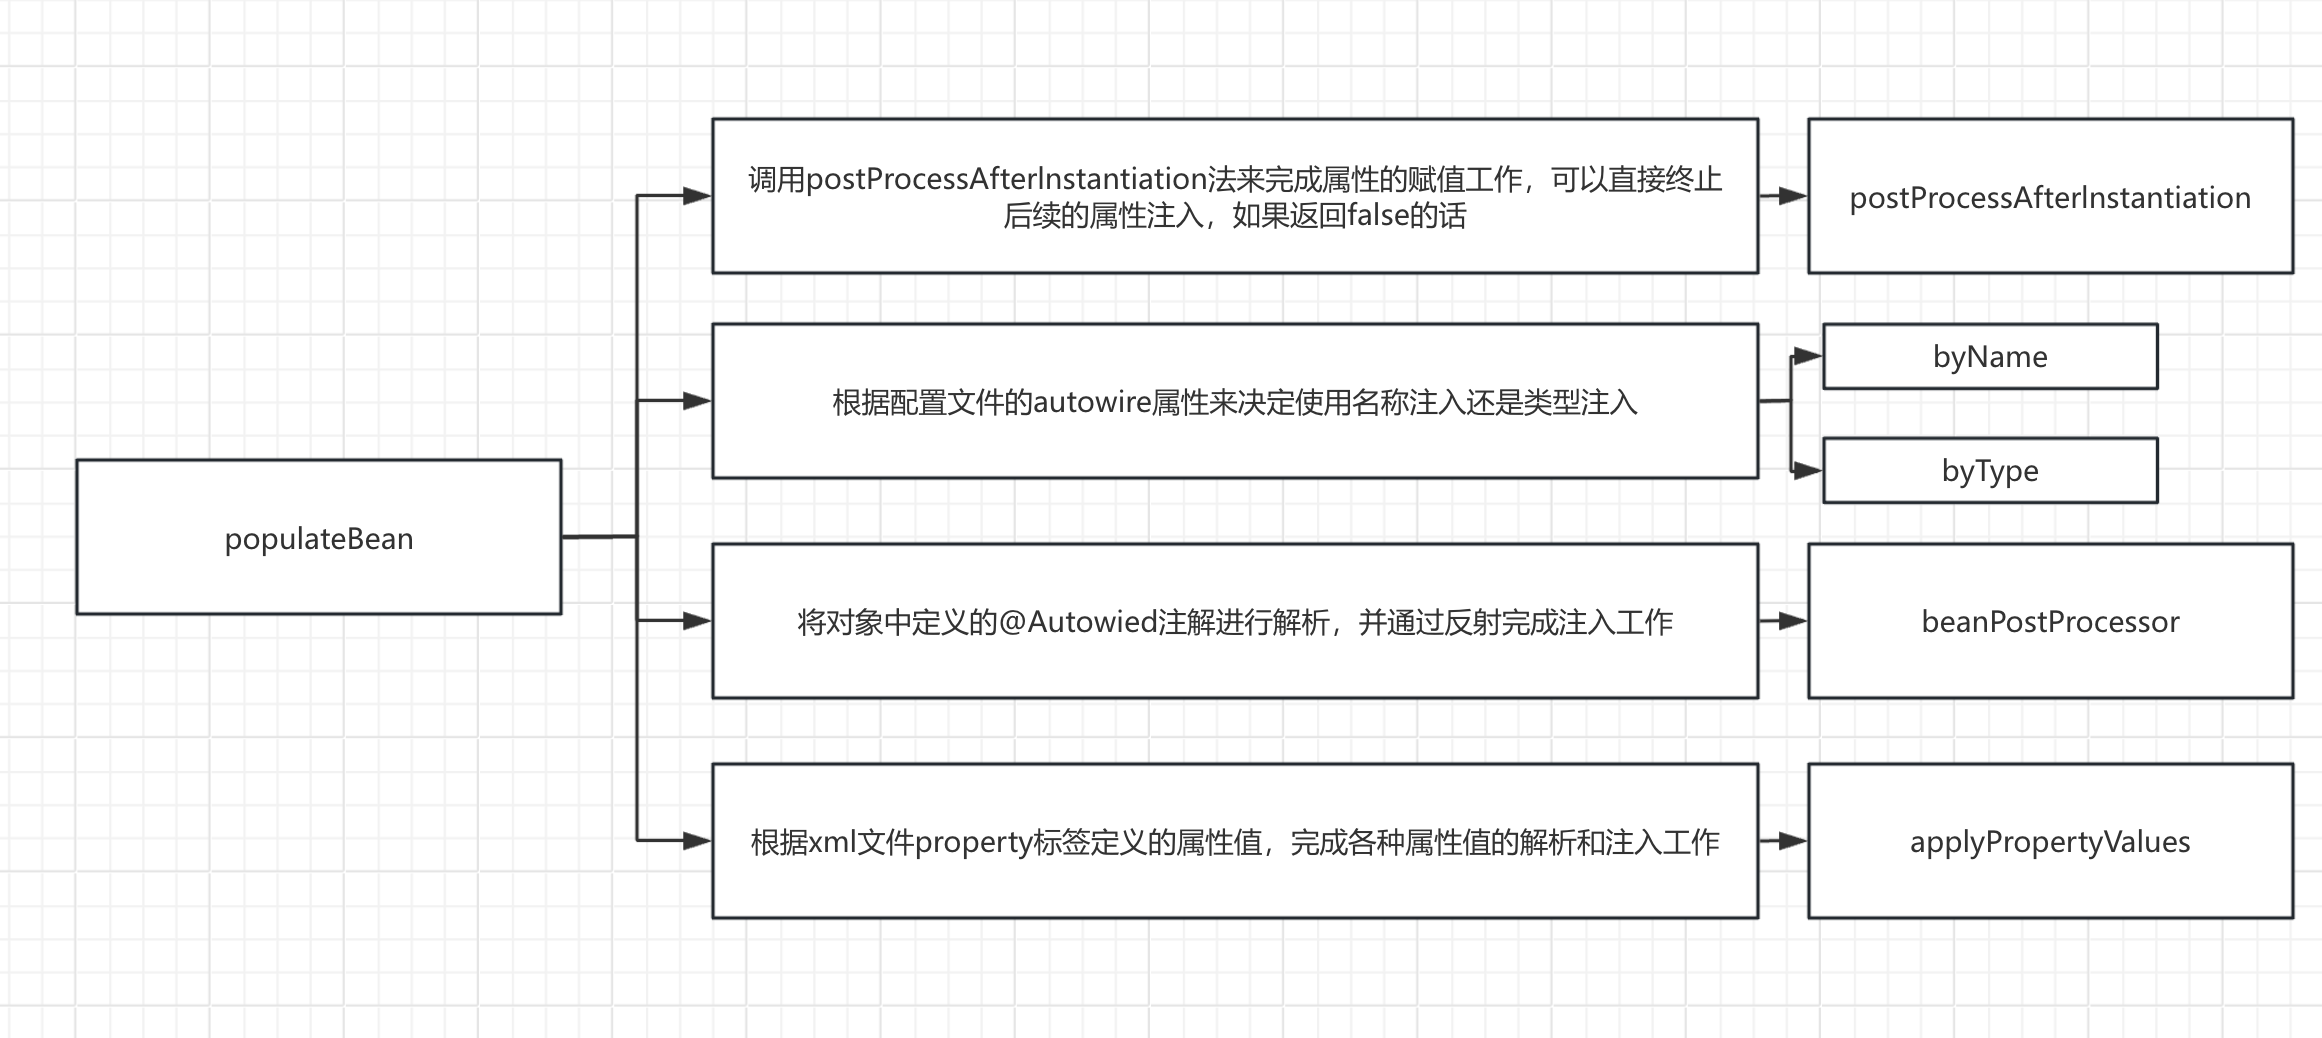 populateBean
调用postProcessAfterInstantiation法来完成属性的赋值工作，可以直接终止
后续的属性注入，如果返回false的话
postProcessAfterInstantiation
根据配置文件的autowire属性来决定使用名称注入还是类型注入
byName
byType
将对象中定义的@Autowied注解进行解析，并通过反射完成注入工作
beanPostProcessor
根据xml文件property标签定义的属性值，完成各种属性值的解析和注入工作
applyPropertyValues